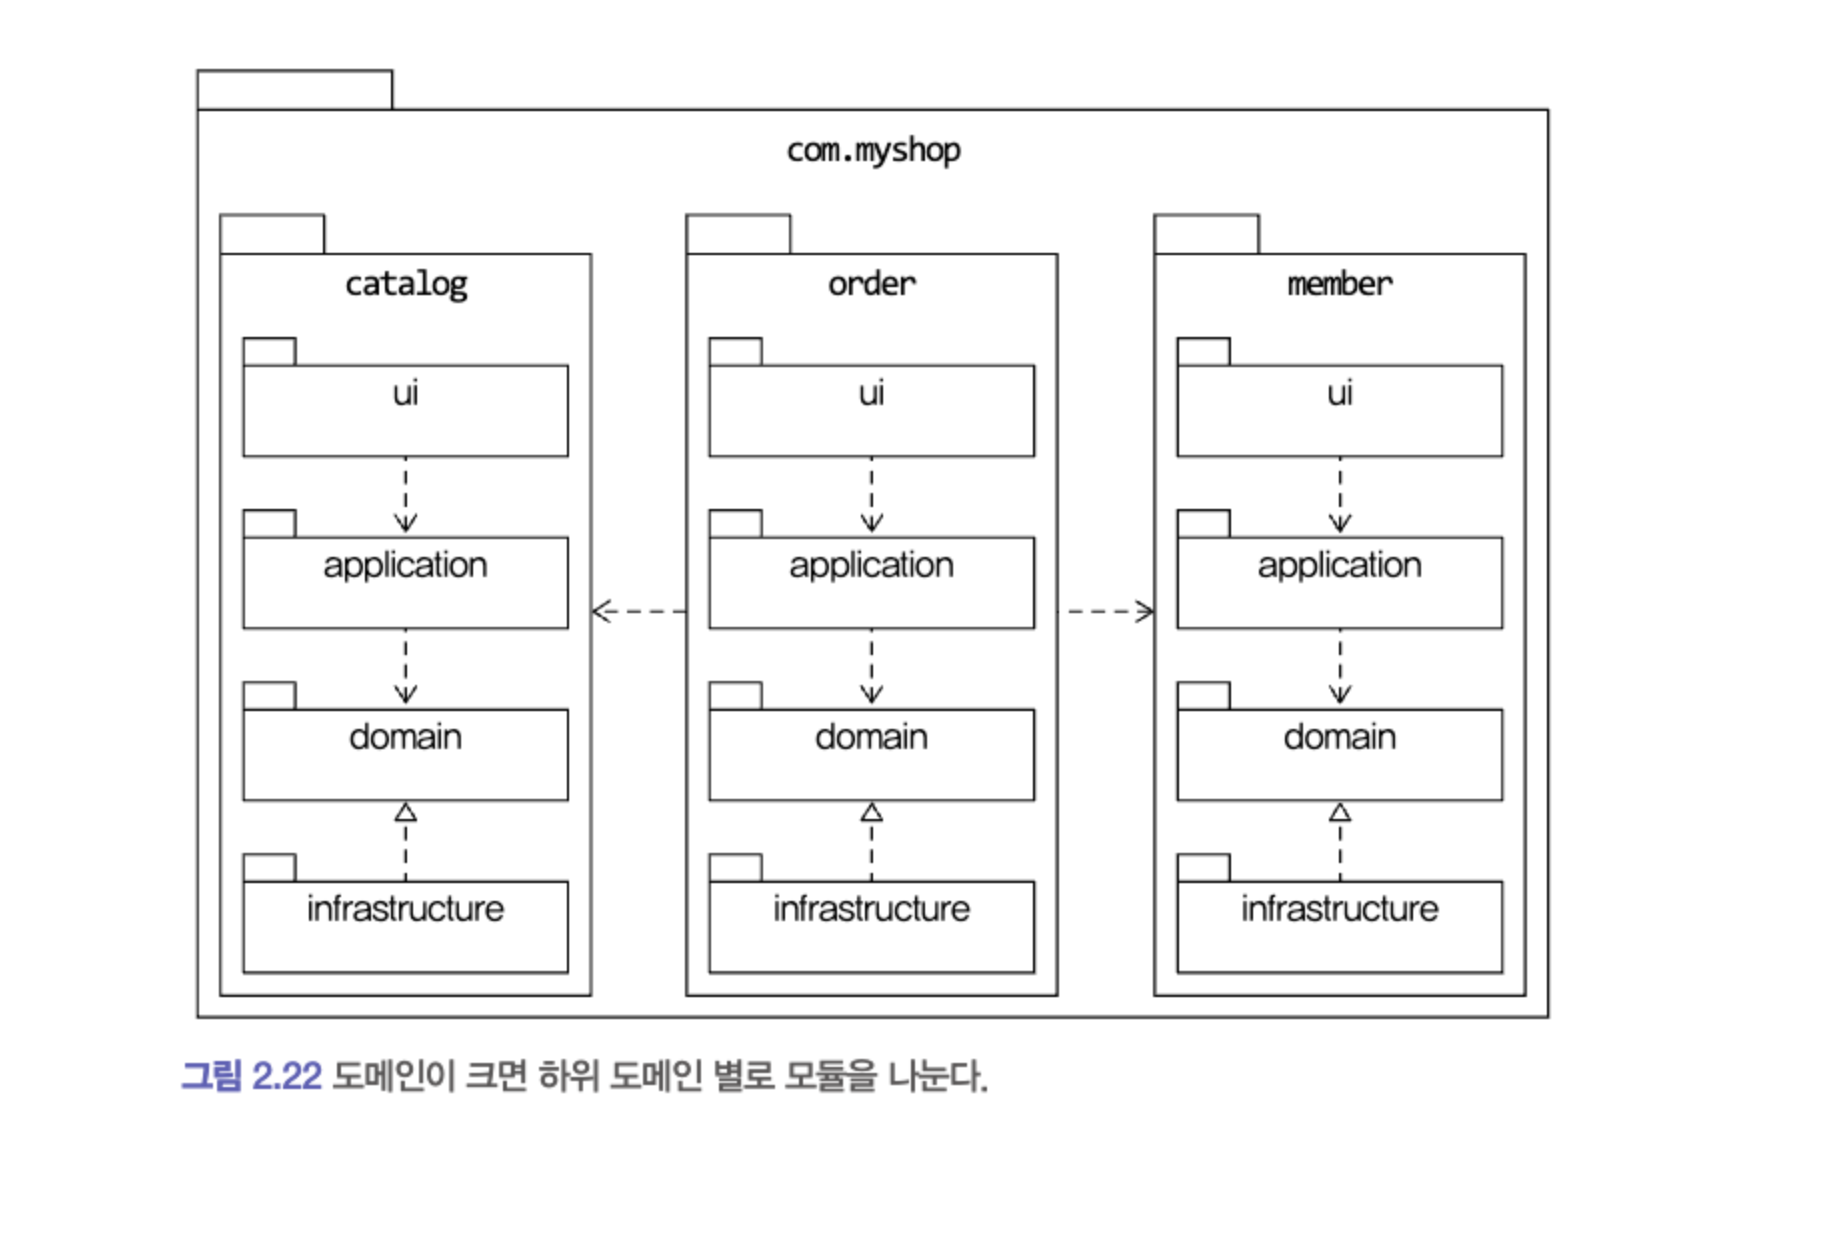 com.myshop
catalog
order
member
ui
ui
ui
application
application
application
domain
domain
domain
infrastructure
infrastructure
infrastructure
그림 2.22 도메인이 크면 하위 도메인 별로 모듈을 나눈다.